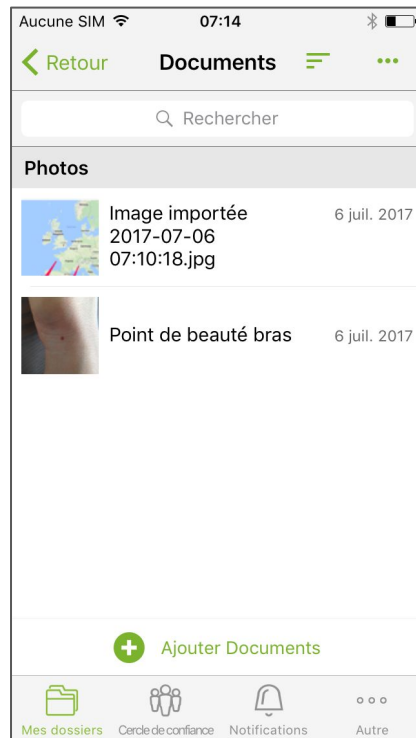 Aucune SIM 07:14
Retour Documents
Rechercher
Photos
Image importée 6 juil. 2017
2017-07-06
07:10:18.jpg
Point de beauté bras 6 juil. 2017
Ajouter Documents
Mes dossiers Cercle de confiance Notifications Autre